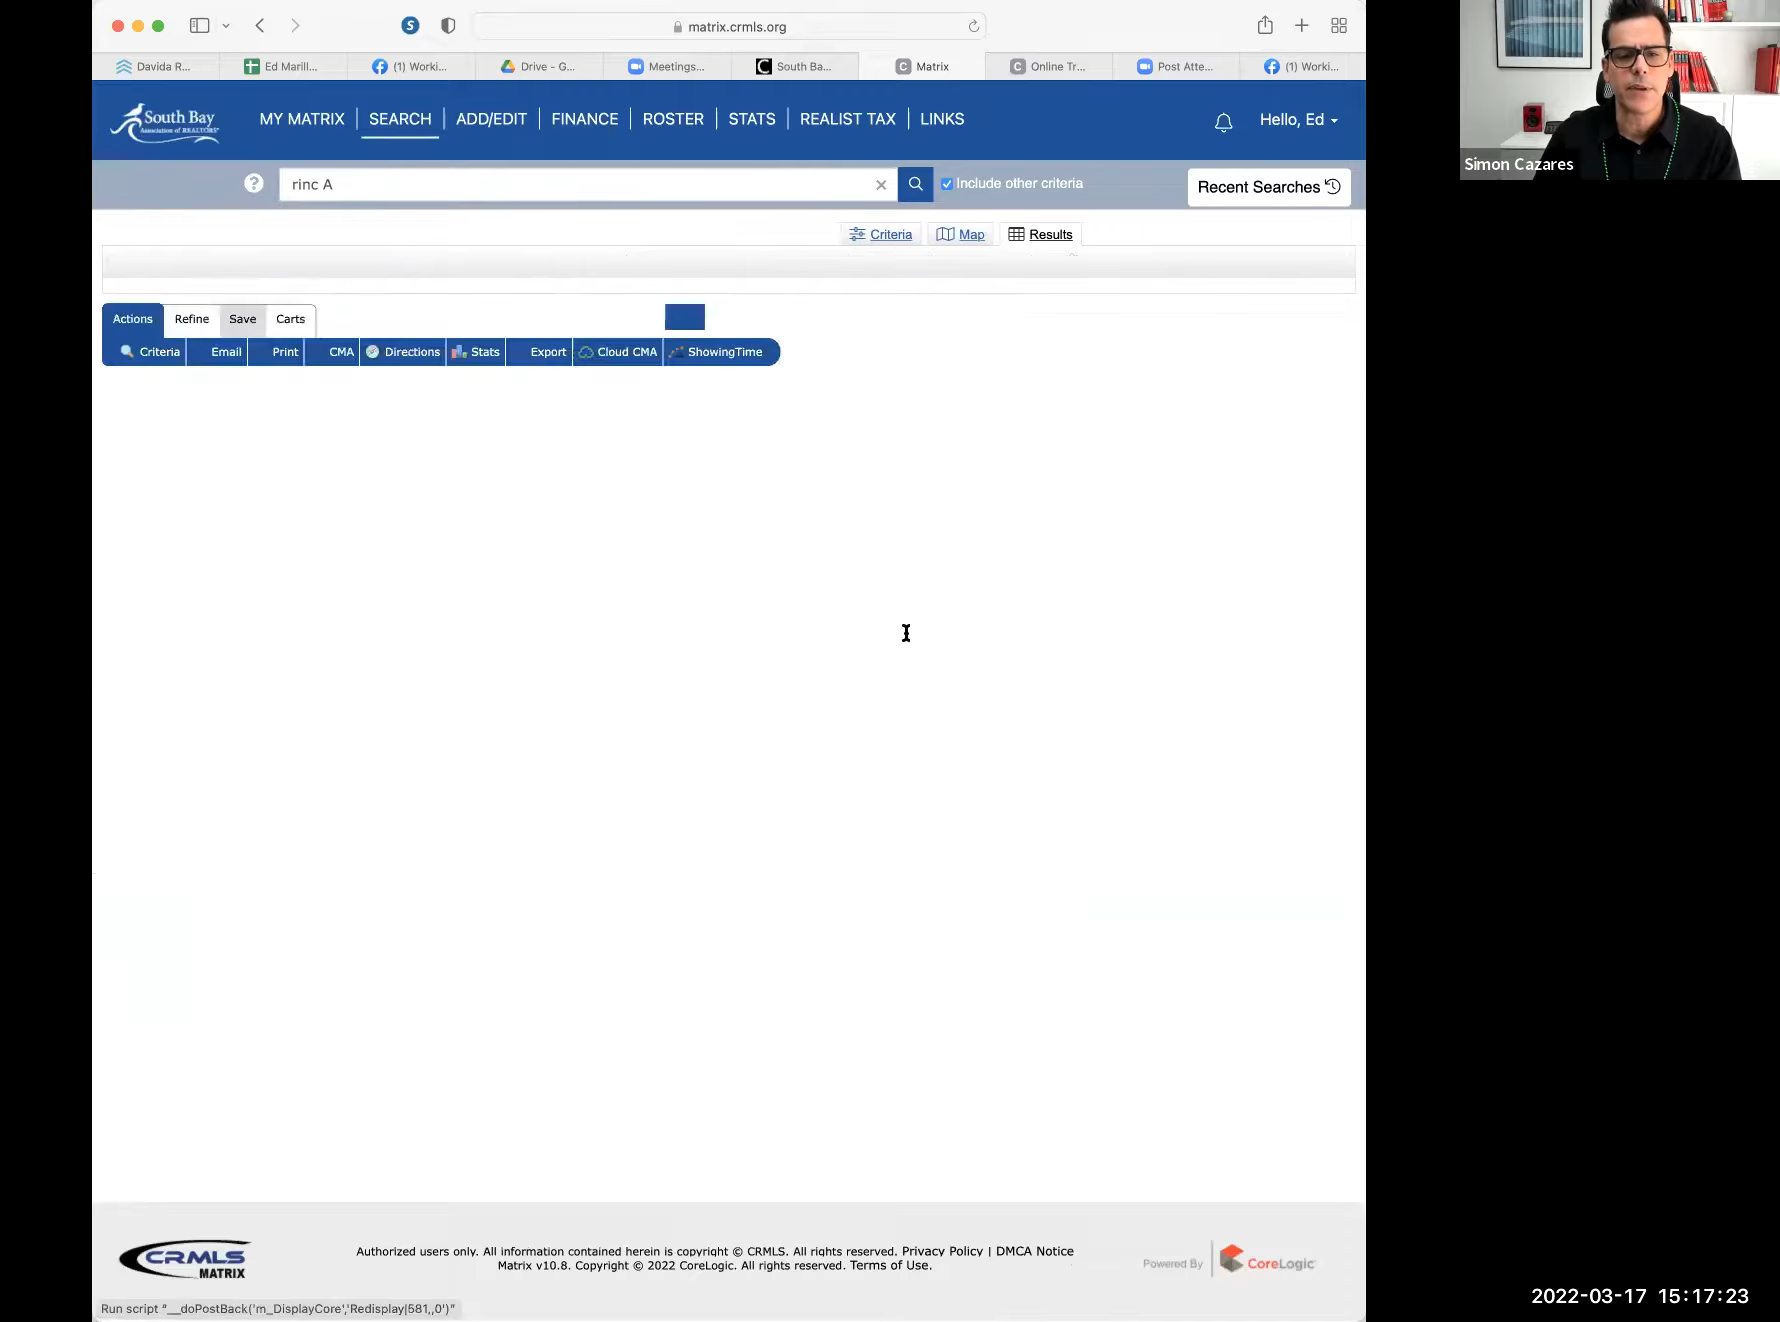 matrix.crmls.org
Davida R...
Ed Marill...
(1) Worki...
Drive - G...
Meetings...
South Ba...
Matrix
Online Tr...
Post Atte...
(1) Worki...
South Bay
Association of REALTORS®
MY MATRIX
SEARCH
ADD/EDIT
FINANCE
ROSTER
STATS
REALIST TAX
LINKS
Hello, Ed
rinc A
Include other criteria
Recent Searches
Criteria
Map
Results
Actions
Refine
Save
Carts
Criteria
Email
Print
CMA
Directions
Stats
Export
Cloud CMA
ShowingTime
Simon Cazares
CRMLS
MATRIX
Authorized users only. All information contained herein is copyright © CRMLS. All rights reserved. Privacy Policy | DMCA Notice
Matrix v10.8. Copyright © 2022 CoreLogic. All rights reserved. Terms of Use.
Powered By
CoreLogic
Run script "__doPostBack('m_DisplayCore','Redisplay|581,,0')"
2022-03-17 15:17:23